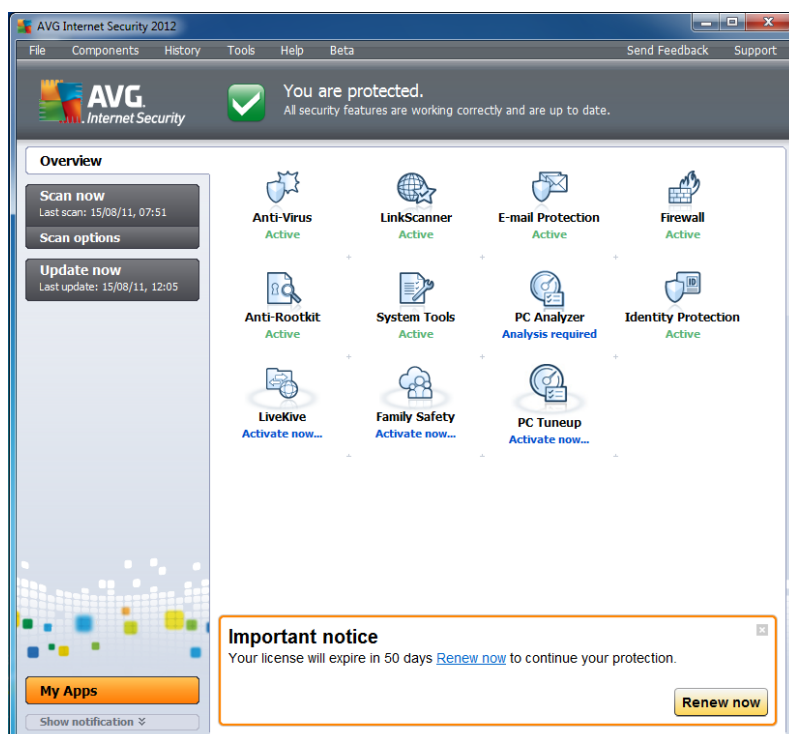 AVG Internet Security 2012
File Components History Tools Help Beta Send Feedback Support
AVG.
Internet Security
You are protected.
All security features are working correctly and are up to date.
Overview
Scan now
Last scan: 15/08/11, 07:51
Scan options
Update now
Last update: 15/08/11, 12:05
Anti-Virus
Active
LinkScanner
Active
E-mail Protection
Active
Firewall
Active
Anti-Rootkit
Active
System Tools
Active
PC Analyzer
Analysis required
ID
Identity Protection
Active
LiveKive
Activate now...
Family Safety
Activate now...
PC Tuneup
Activate now...
Important notice
Your license will expire in 50 days Renew now to continue your protection.
Renew now
My Apps
Show notification